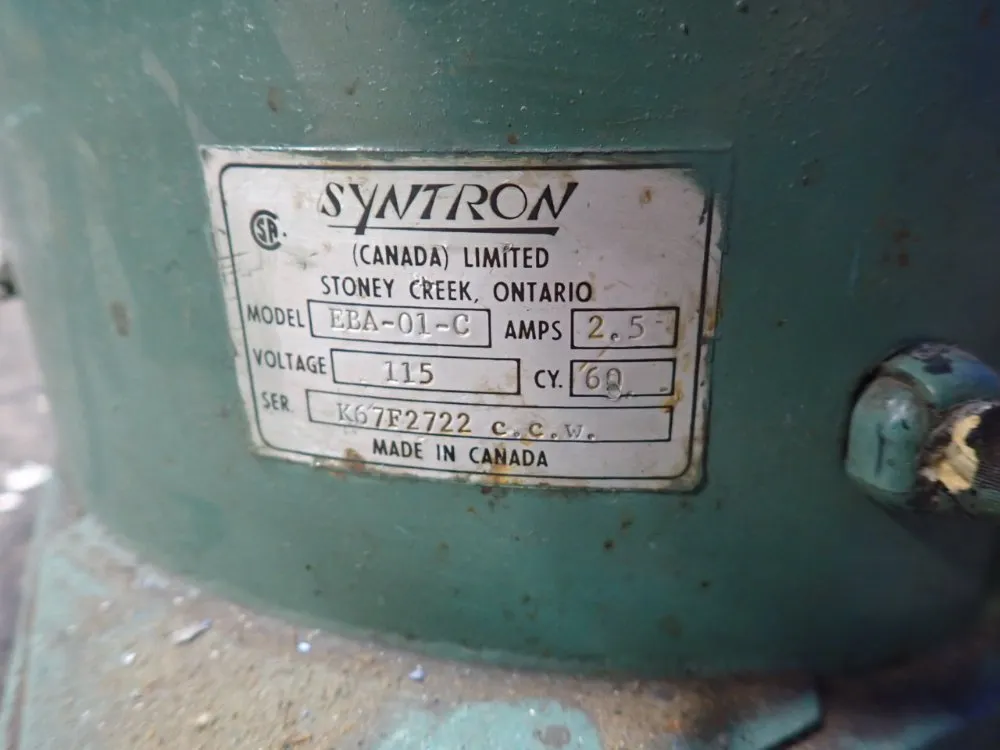 SYNTRON
SA.
(CANADA) LIMITED
STONEY CREEK, ONTARIO
MODEL EBA-01-C AMPS 2.5
VOLTAGE 115 CY. 60
SER. K67F2722 c.c.w.
MADE IN CANADA